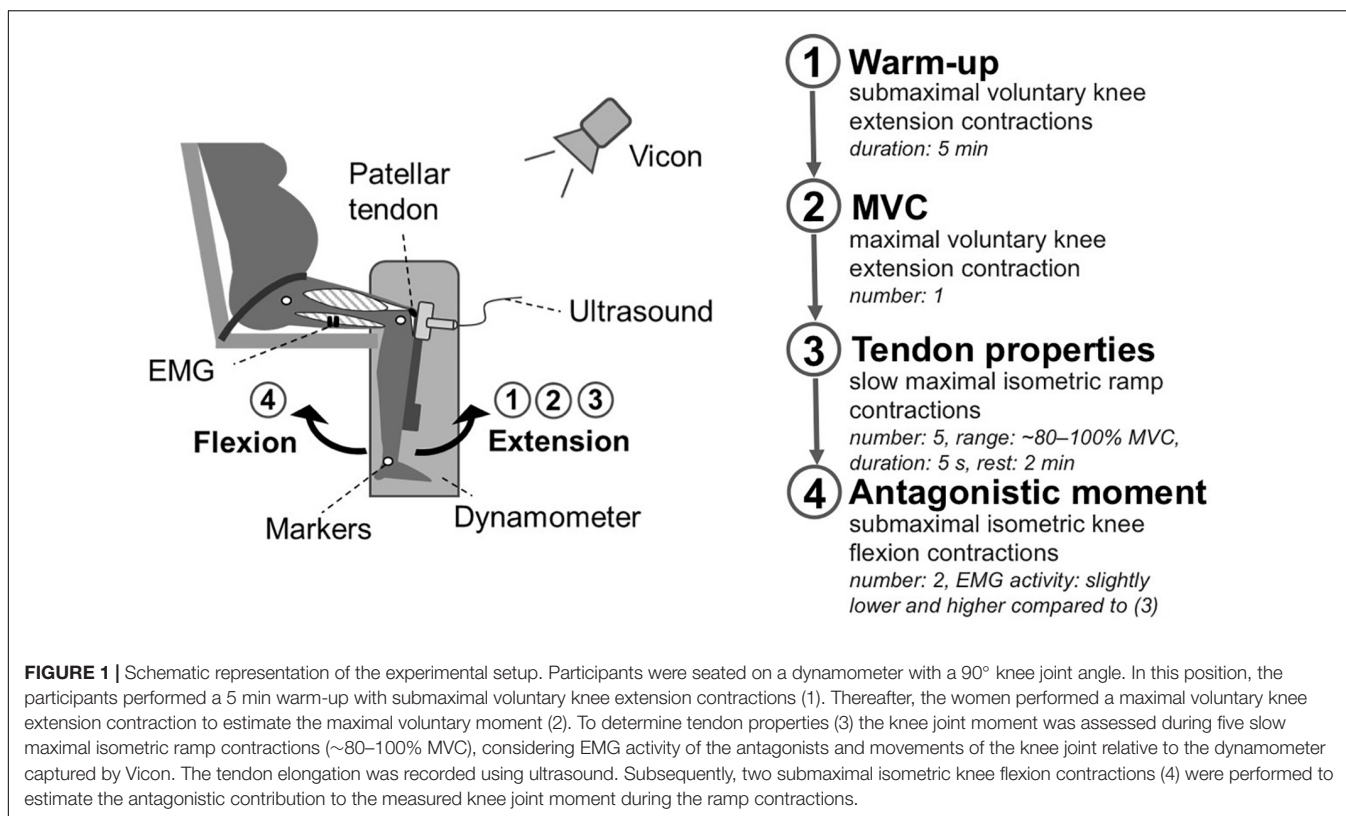 Vicon
Patellar
tendon
Ultrasound
EMG
4
Flexion
1 2 3
Extension
Markers
Dynamometer
1 Warm-up
submaximal voluntary knee
extension contractions
duration: 5 min
2 MVC
maximal voluntary knee
extension contraction
number: 1
3 Tendon properties
slow maximal isometric ramp
contractions
number: 5, range: ~80–100% MVC,
duration: 5 s, rest: 2 min
4 Antagonistic moment
submaximal isometric knee
flexion contractions
number: 2, EMG activity: slightly
lower and higher compared to (3)
FIGURE 1 | Schematic representation of the experimental setup. Participants were seated on a dynamometer with a 90° knee joint angle. In this position, the
participants performed a 5 min warm-up with submaximal voluntary knee extension contractions (1). Thereafter, the women performed a maximal voluntary knee
extension contraction to estimate the maximal voluntary moment (2). To determine tendon properties (3) the knee joint moment was assessed during five slow
maximal isometric ramp contractions (∼80–100% MVC), considering EMG activity of the antagonists and movements of the knee joint relative to the dynamometer
captured by Vicon. The tendon elongation was recorded using ultrasound. Subsequently, two submaximal isometric knee flexion contractions (4) were performed to
estimate the antagonistic contribution to the measured knee joint moment during the ramp contractions.